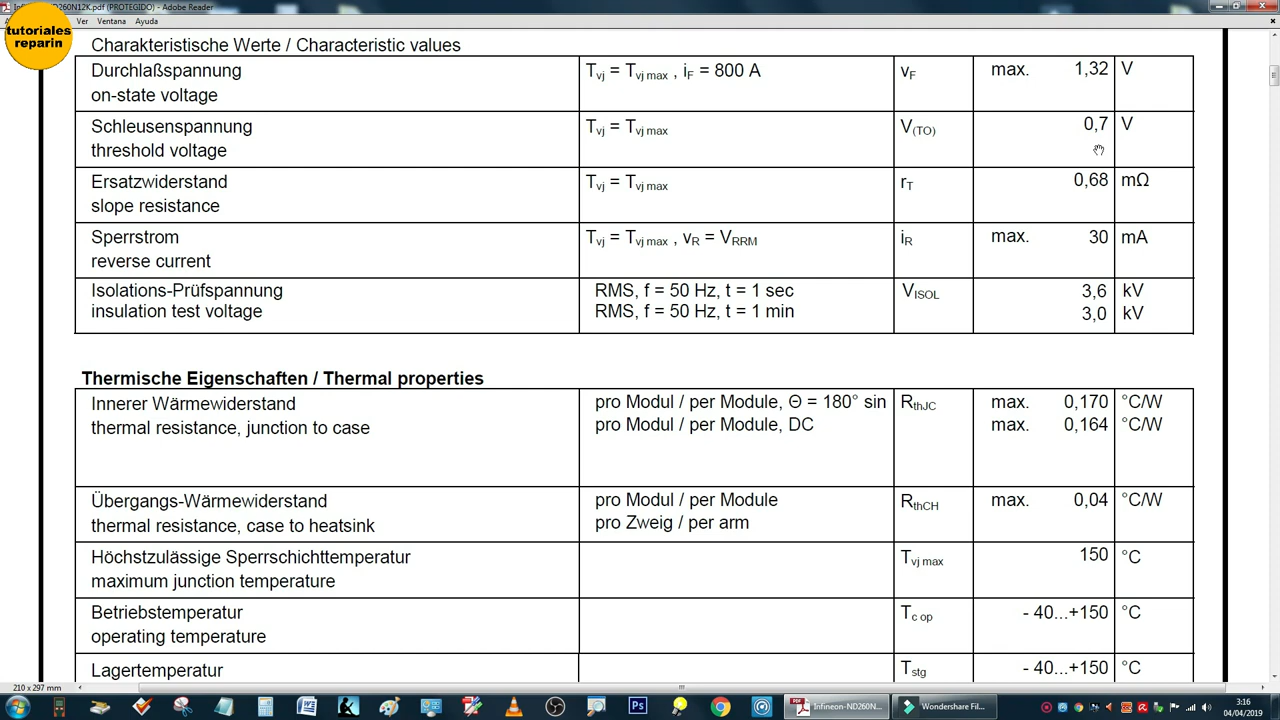 Infineon-ND260N12K.pdf (PROTEGIDO) - Adobe Reader
Ver Ventana Ayuda
tutoriales
reparin
Charakteristische Werte / Characteristic values
Durchlaßspannung
on-state voltage
Tvj = Tvj max , iF = 800 A
vF
max. 1,32 V
Schleusenspannung
threshold voltage
Tvj = Tvj max
V(TO)
0,7 V
Ersatzwiderstand
slope resistance
Tvj = Tvj max
rT
0,68 mΩ
Sperrstrom
reverse current
Tvj = Tvj max , vR = VRRM
iR
max. 30 mA
Isolations-Prüfspannung
insulation test voltage
RMS, f = 50 Hz, t = 1 sec
RMS, f = 50 Hz, t = 1 min
VISOL
3,6 kV
3,0 kV
Thermische Eigenschaften / Thermal properties
Innerer Wärmewiderstand
thermal resistance, junction to case
pro Modul / per Module, Θ = 180° sin
pro Modul / per Module, DC
RthJC
max. 0,170 °C/W
max. 0,164 °C/W
Übergangs-Wärmewiderstand
thermal resistance, case to heatsink
pro Modul / per Module
pro Zweig / per arm
RthCH
max. 0,04 °C/W
Höchstzulässige Sperrschichttemperatur
maximum junction temperature
Tvj max
150 °C
Betriebstemperatur
operating temperature
Tc op
- 40...+150 °C
Lagertemperatur
Tstg
- 40...+150 °C
210 x 297 mm
Infineon-ND260N...
Wondershare Fil...
3:16
04/04/2019